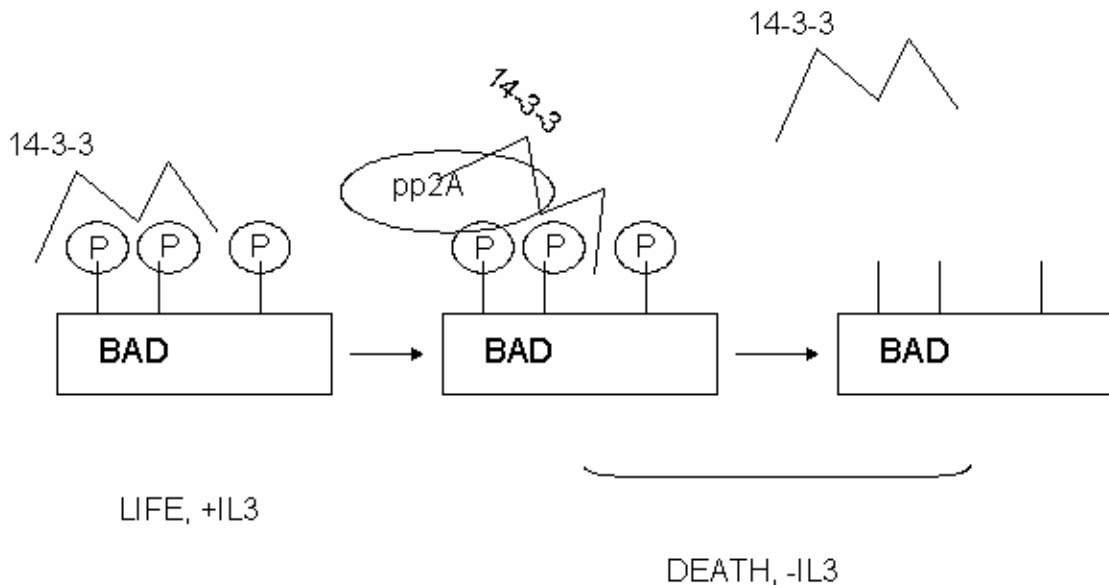 14-3-3
14-3-3
14-3-3
pp2A
P P P
P P P
BAD
BAD
BAD
LIFE, +IL3
DEATH, -IL3